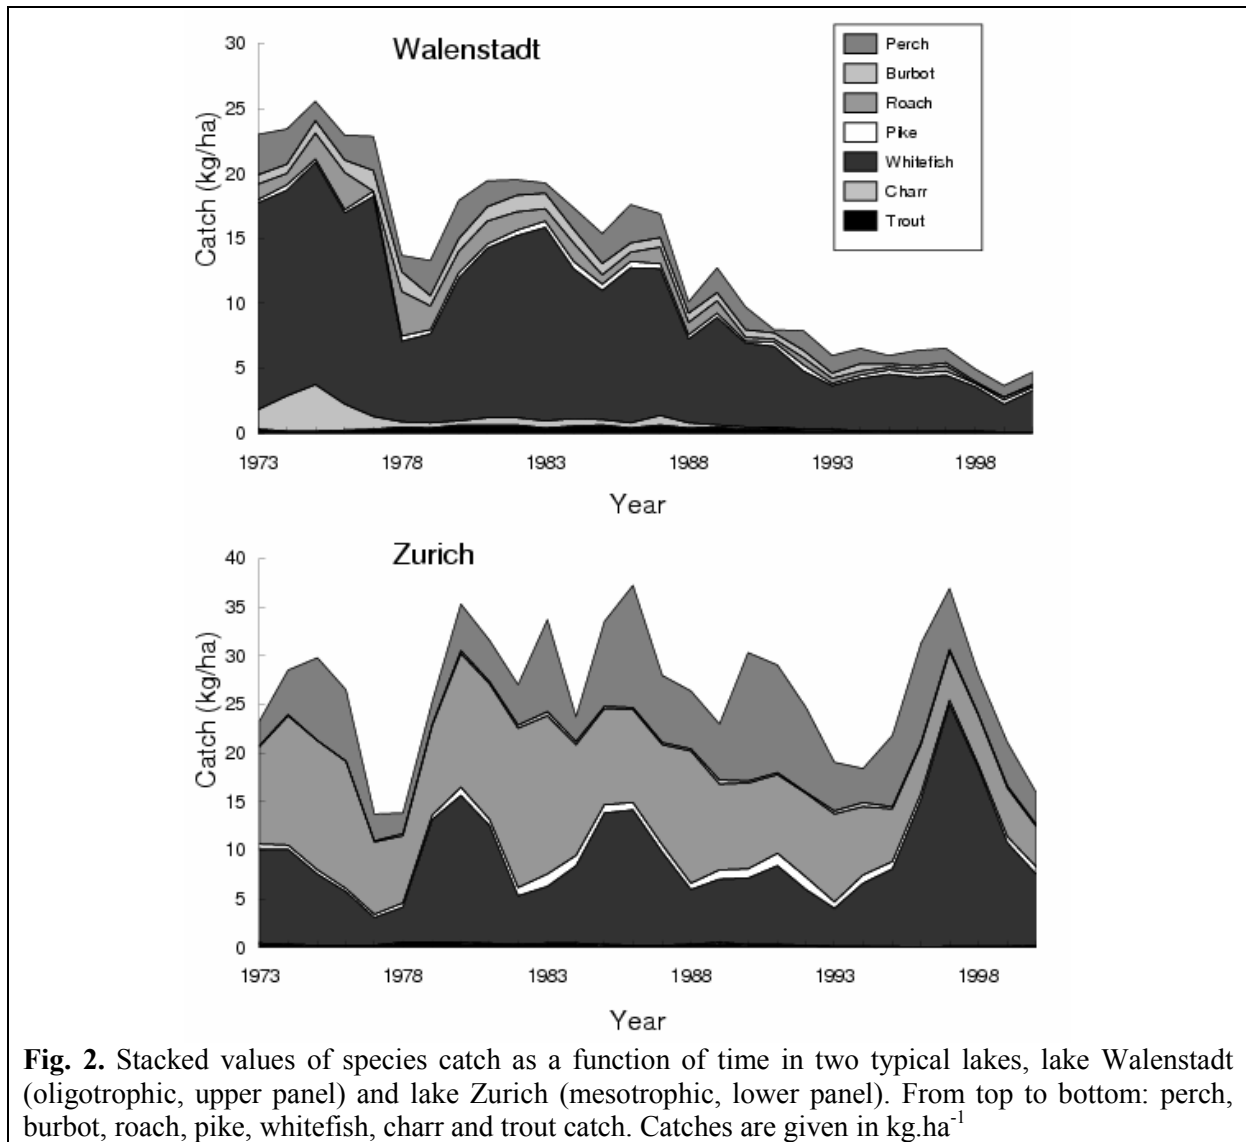 Walenstadt
30
25
20
15
10
5
0
Catch (kg/ha)
1973 1978 1983 1988 1993 1998
Year
Perch
Burbot
Roach
Pike
Whitefish
Charr
Trout
Zurich
40
35
30
25
20
15
10
5
0
Catch (kg/ha)
1973 1978 1983 1988 1993 1998
Year
Fig. 2. Stacked values of species catch as a function of time in two typical lakes, lake Walenstadt
(oligotrophic, upper panel) and lake Zurich (mesotrophic, lower panel). From top to bottom: perch,
burbot, roach, pike, whitefish, charr and trout catch. Catches are given in kg.ha⁻¹